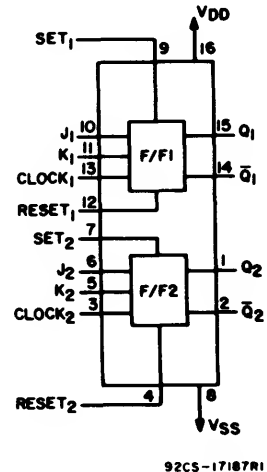 VDD
SET1
9 16
J1 10 15 Q1
K1 11 F/F1
CLOCK1 13 14 Q̅1
RESET1 12
SET2 7
J2 6 1 Q2
K2 5 F/F2
CLOCK2 3 2 Q̅2
RESET2 4 8
VSS
92CS-17187R1